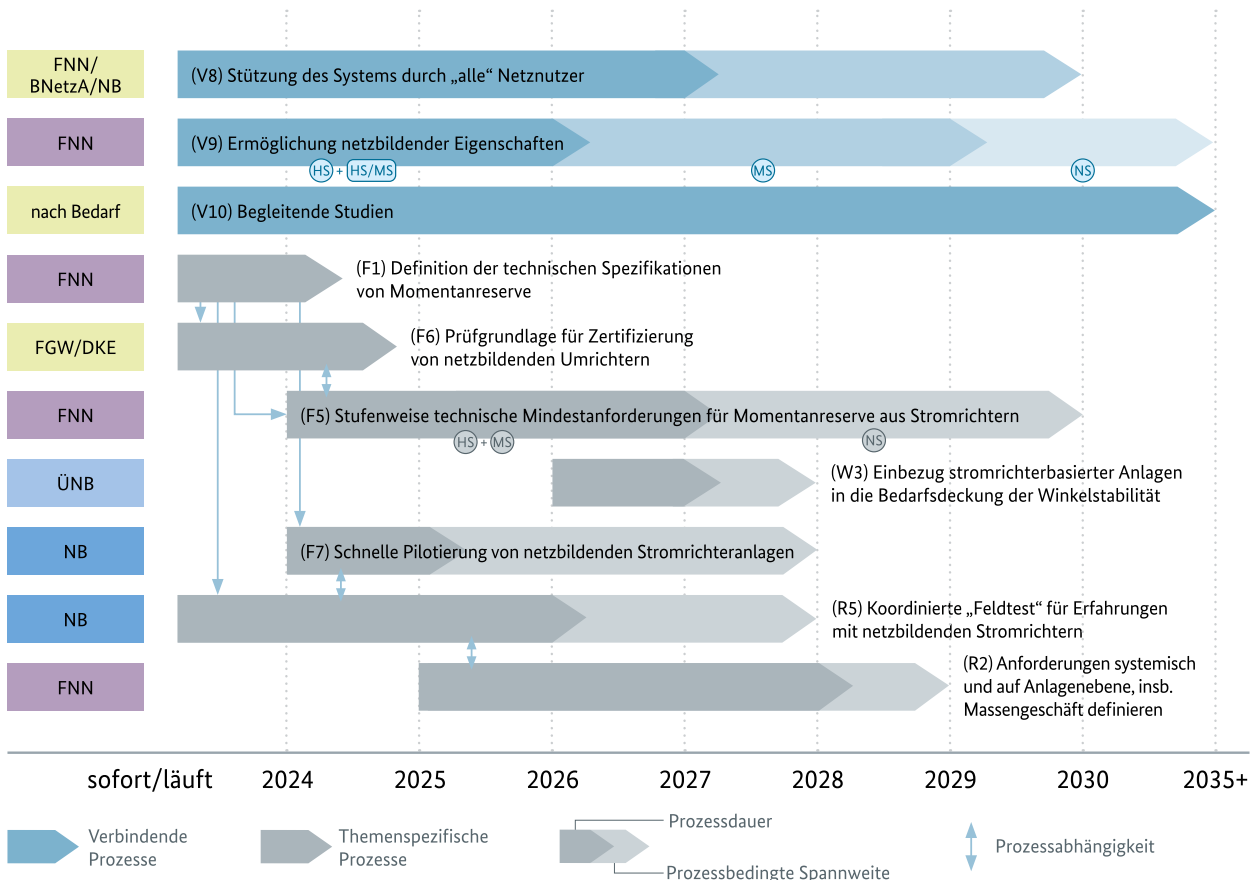 FNN/
BNetzA/NB
(V8) Stützung des Systems durch „alle“ Netznutzer
FNN
(V9) Ermöglichung netzbildender Eigenschaften
HS + HS/MS
MS
NS
nach Bedarf
(V10) Begleitende Studien
FNN
(F1) Definition der technischen Spezifikationen
von Momentanreserve
FGW/DKE
(F6) Prüfgrundlage für Zertifizierung
von netzbildenden Umrichtern
FNN
(F5) Stufenweise technische Mindestanforderungen für Momentanreserve aus Stromrichtern
HS + MS
NS
ÜNB
(W3) Einbezug stromrichterbasierter Anlagen
in die Bedarfsdeckung der Winkelstabilität
NB
(F7) Schnelle Pilotierung von netzbildenden Stromrichteranlagen
NB
(R5) Koordinierte „Feldtest“ für Erfahrungen
mit netzbildenden Stromrichtern
FNN
(R2) Anforderungen systemisch
und auf Anlagenebene, insb.
Massengeschäft definieren
sofort/läuft 2024 2025 2026 2027 2028 2029 2030 2035+
Verbindende
Prozesse
Themenspezifische
Prozesse
Prozessdauer
Prozessbedingte Spannweite
Prozessabhängigkeit